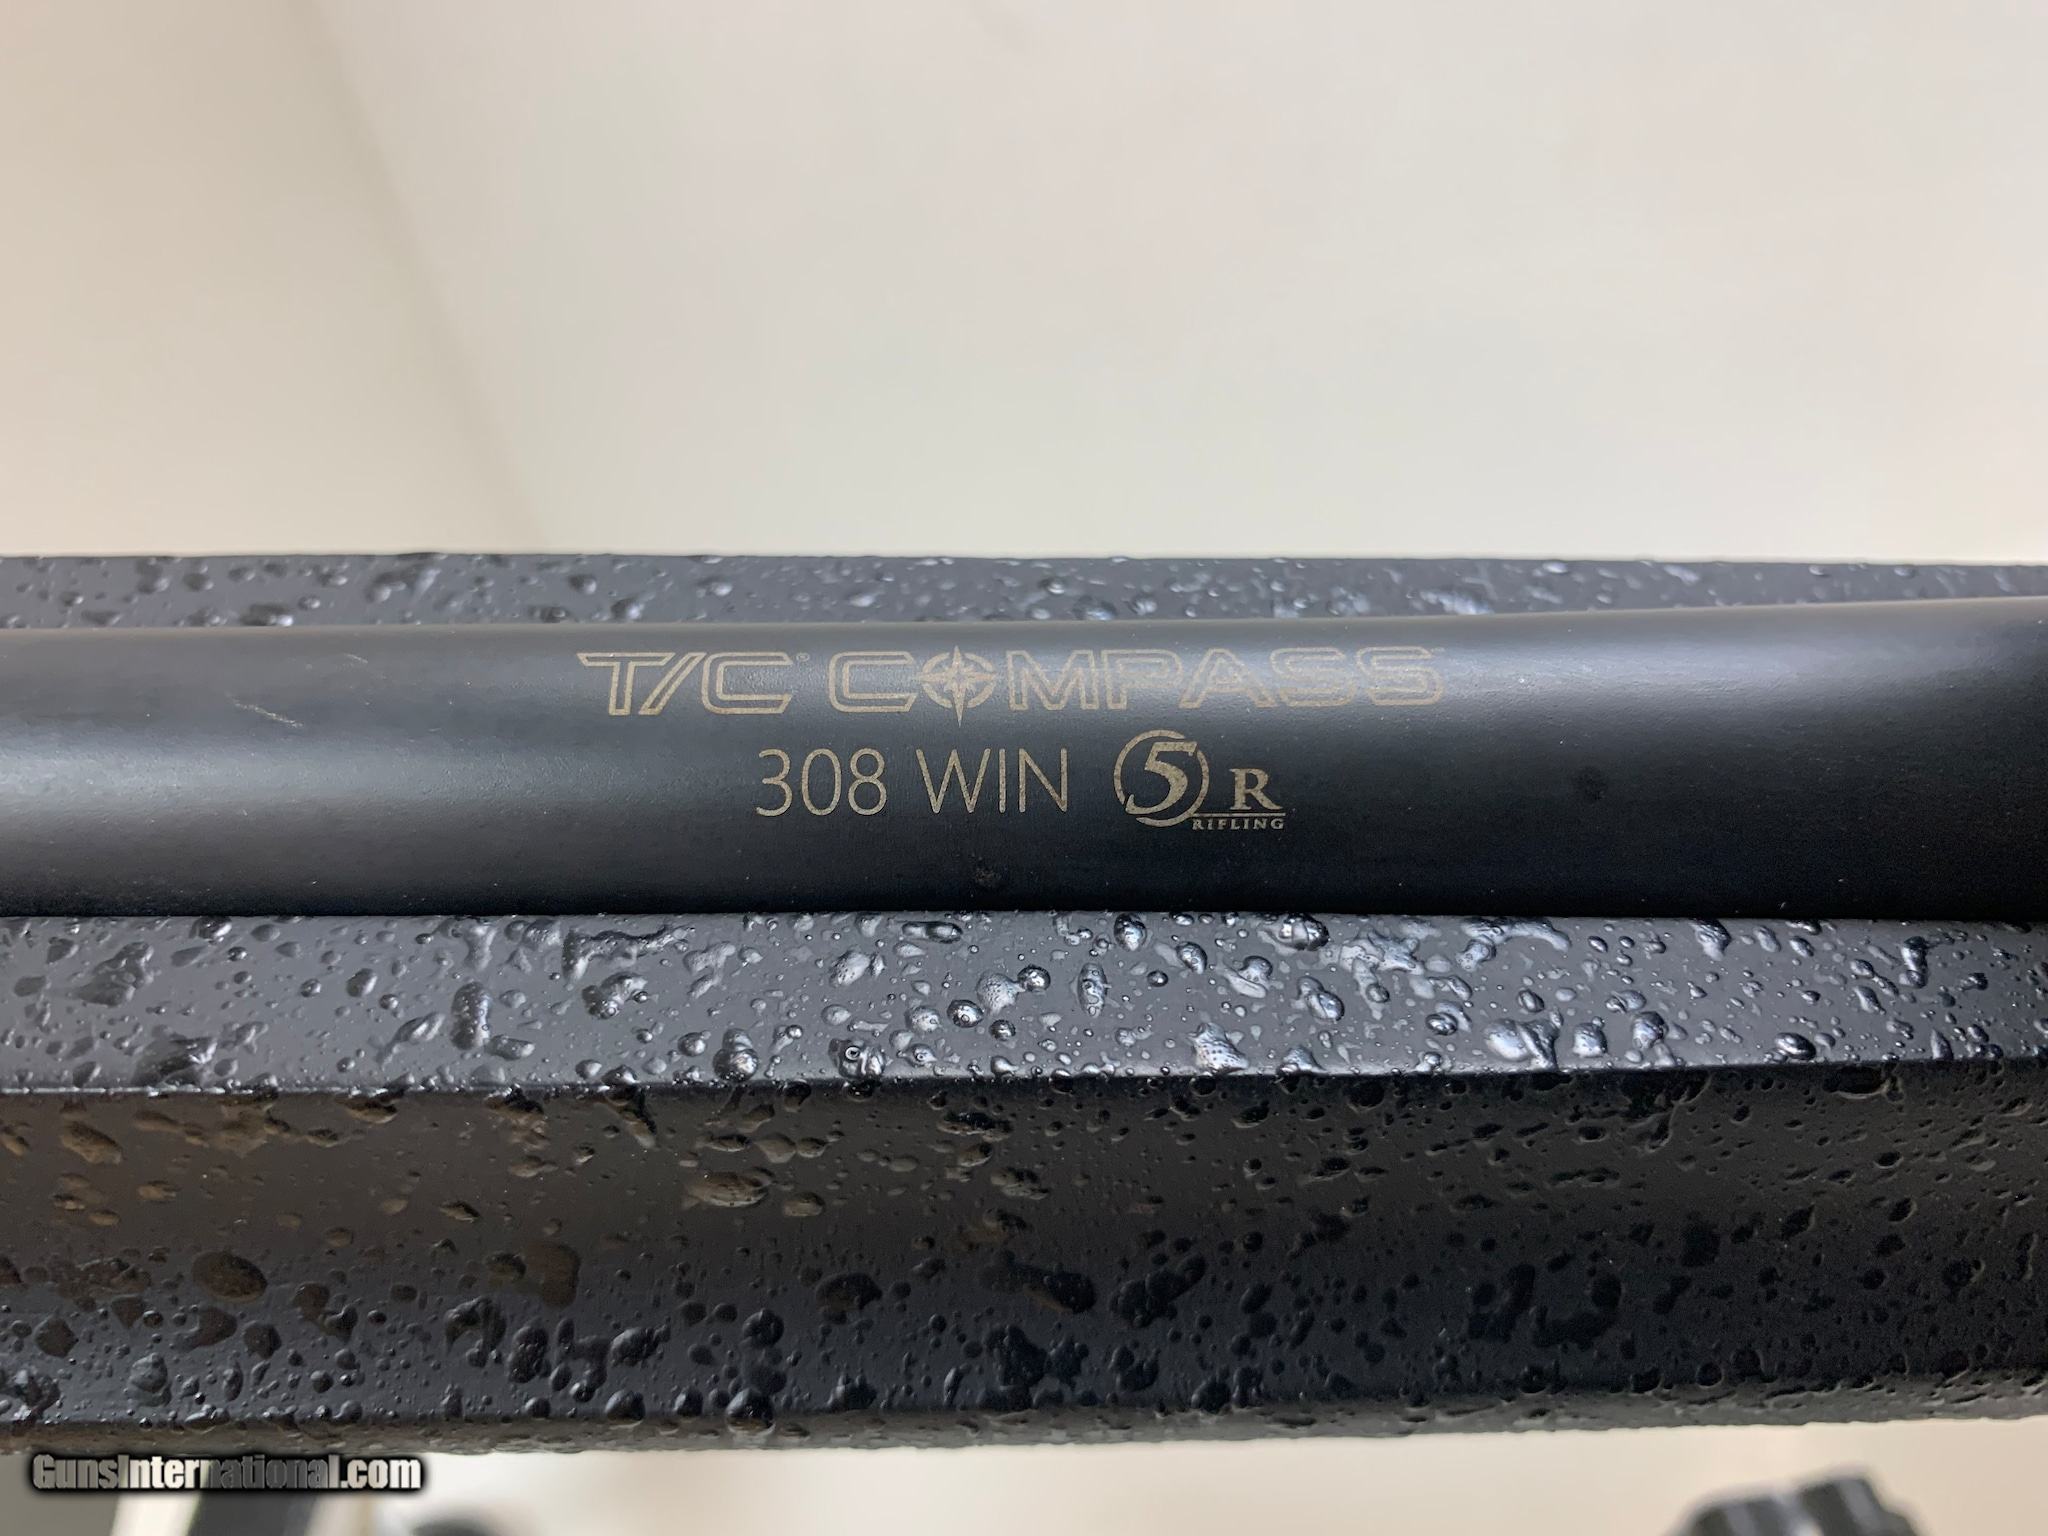 T/C® COMPASS
308 WIN 5R RIFLING
GunsInternational.com